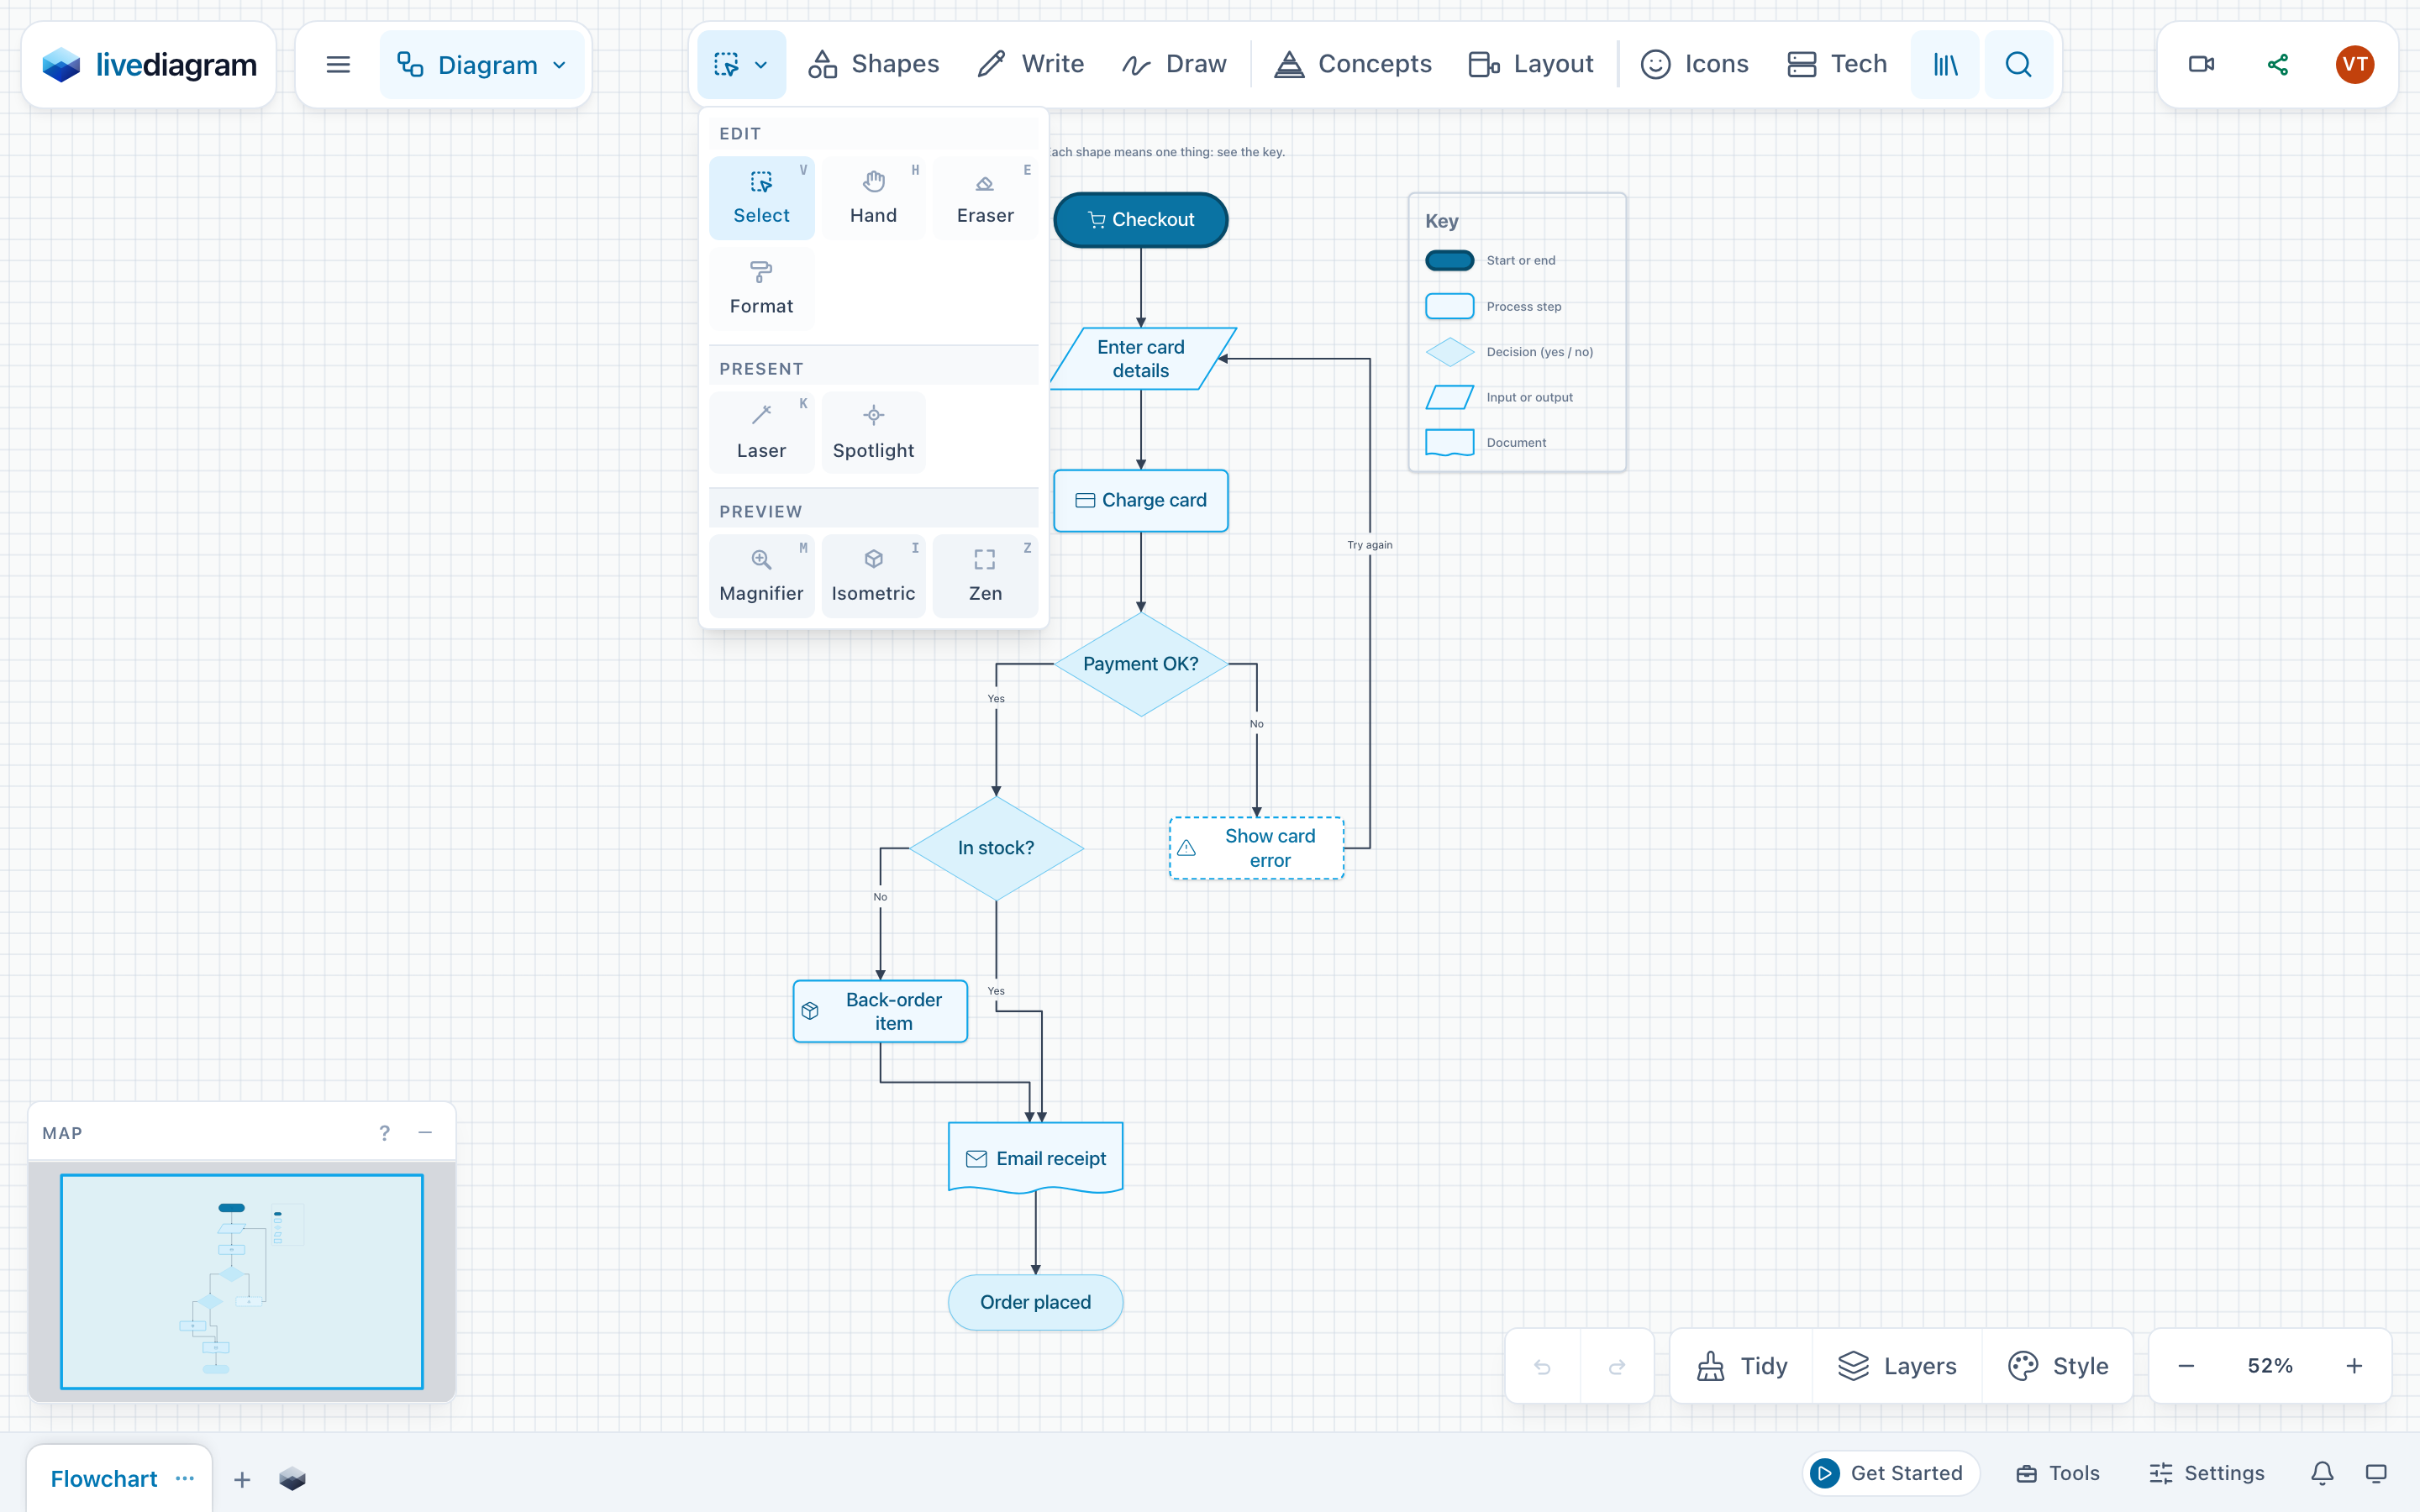 livediagram
Diagram
Shapes
Write
Draw
Concepts
Layout
Icons
Tech
VT
EDIT
V
Select
H
Hand
E
Eraser
Format
PRESENT
K
Laser
Spotlight
PREVIEW
M
Magnifier
I
Isometric
Z
Zen
ach shape means one thing: see the key.
Checkout
Enter card
details
Charge card
Payment OK?
Yes
No
Try again
In stock?
Show card
error
No
Yes
Back-order
item
Email receipt
Order placed
Key
Start or end
Process step
Decision (yes / no)
Input or output
Document
MAP
?
Tidy
Layers
Style
52%
Flowchart
Get Started
Tools
Settings